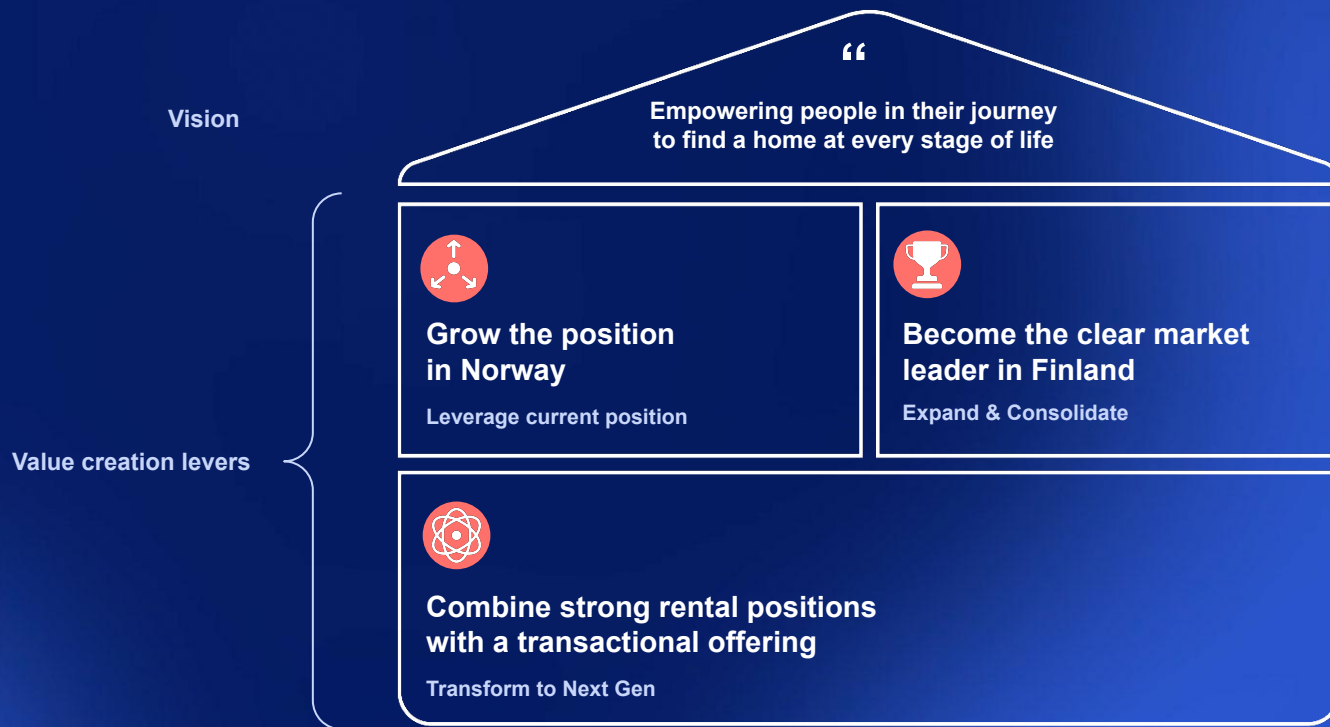 “
Vision
Empowering people in their journey
to find a home at every stage of life
Grow the position
in Norway
Leverage current position
Become the clear market
leader in Finland
Expand & Consolidate
Value creation levers
Combine strong rental positions
with a transactional offering
Transform to Next Gen